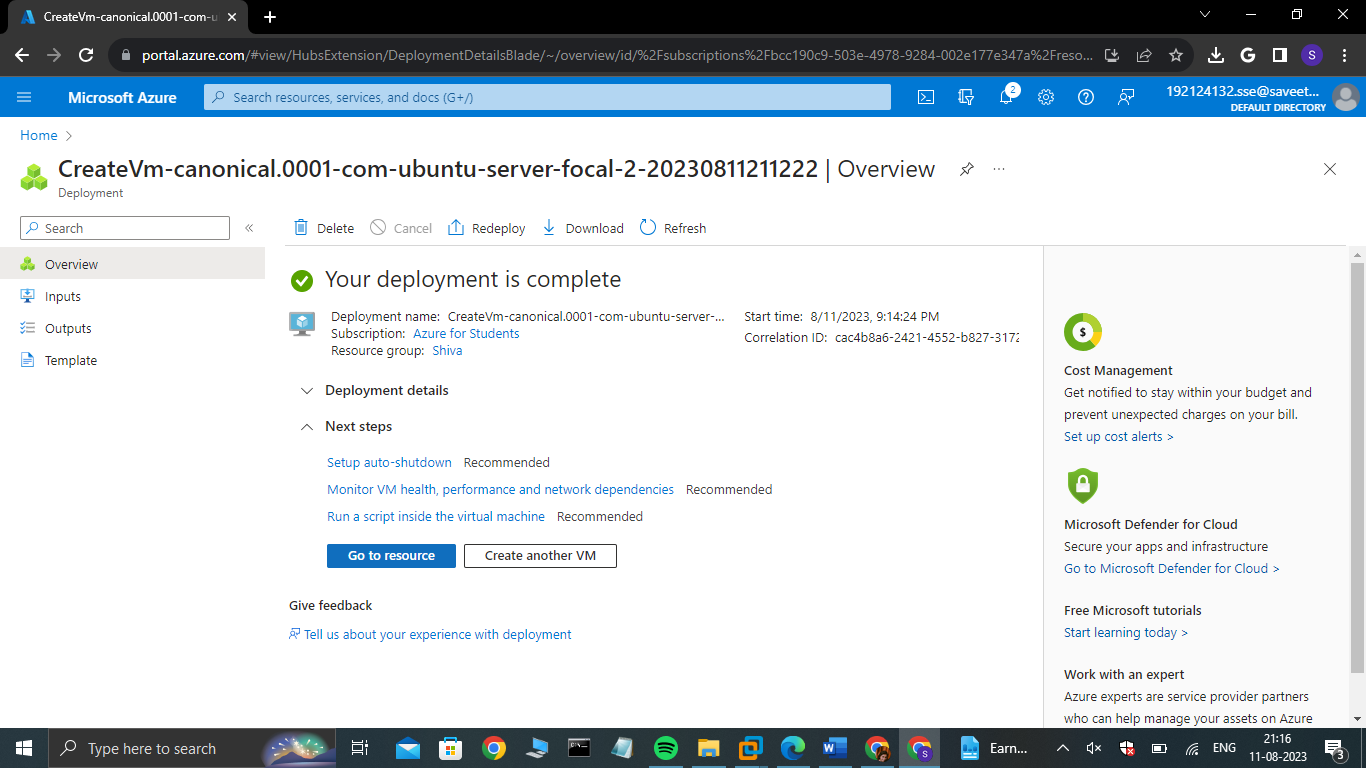 CreateVm-canonical.0001-com-u
portal.azure.com/#view/HubsExtension/DeploymentDetailsBlade/~/overview/id/%2Fsubscriptions%2Fbcc190c9-503e-4978-9284-002e177e347a%2Freso...
S
Microsoft Azure
Search resources, services, and docs (G+/)
2
192124132.sse@saveet...
DEFAULT DIRECTORY
Home
CreateVm-canonical.0001-com-ubuntu-server-focal-2-20230811211222 | Overview
Deployment
Search
Delete
Cancel
Redeploy
Download
Refresh
Overview
Inputs
Outputs
Template
Your deployment is complete
Deployment name: CreateVm-canonical.0001-com-ubuntu-server-...
Subscription: Azure for Students
Resource group: Shiva
Start time: 8/11/2023, 9:14:24 PM
Correlation ID: cac4b8a6-2421-4552-b827-3172
Deployment details
Next steps
Setup auto-shutdown Recommended
Monitor VM health, performance and network dependencies Recommended
Run a script inside the virtual machine Recommended
Go to resource
Create another VM
Give feedback
Tell us about your experience with deployment
$
Cost Management
Get notified to stay within your budget and
prevent unexpected charges on your bill.
Set up cost alerts >
Microsoft Defender for Cloud
Secure your apps and infrastructure
Go to Microsoft Defender for Cloud >
Free Microsoft tutorials
Start learning today >
Work with an expert
Azure experts are service provider partners
who can help manage your assets on Azure
Type here to search
Earn...
ENG
21:16
11-08-2023
3